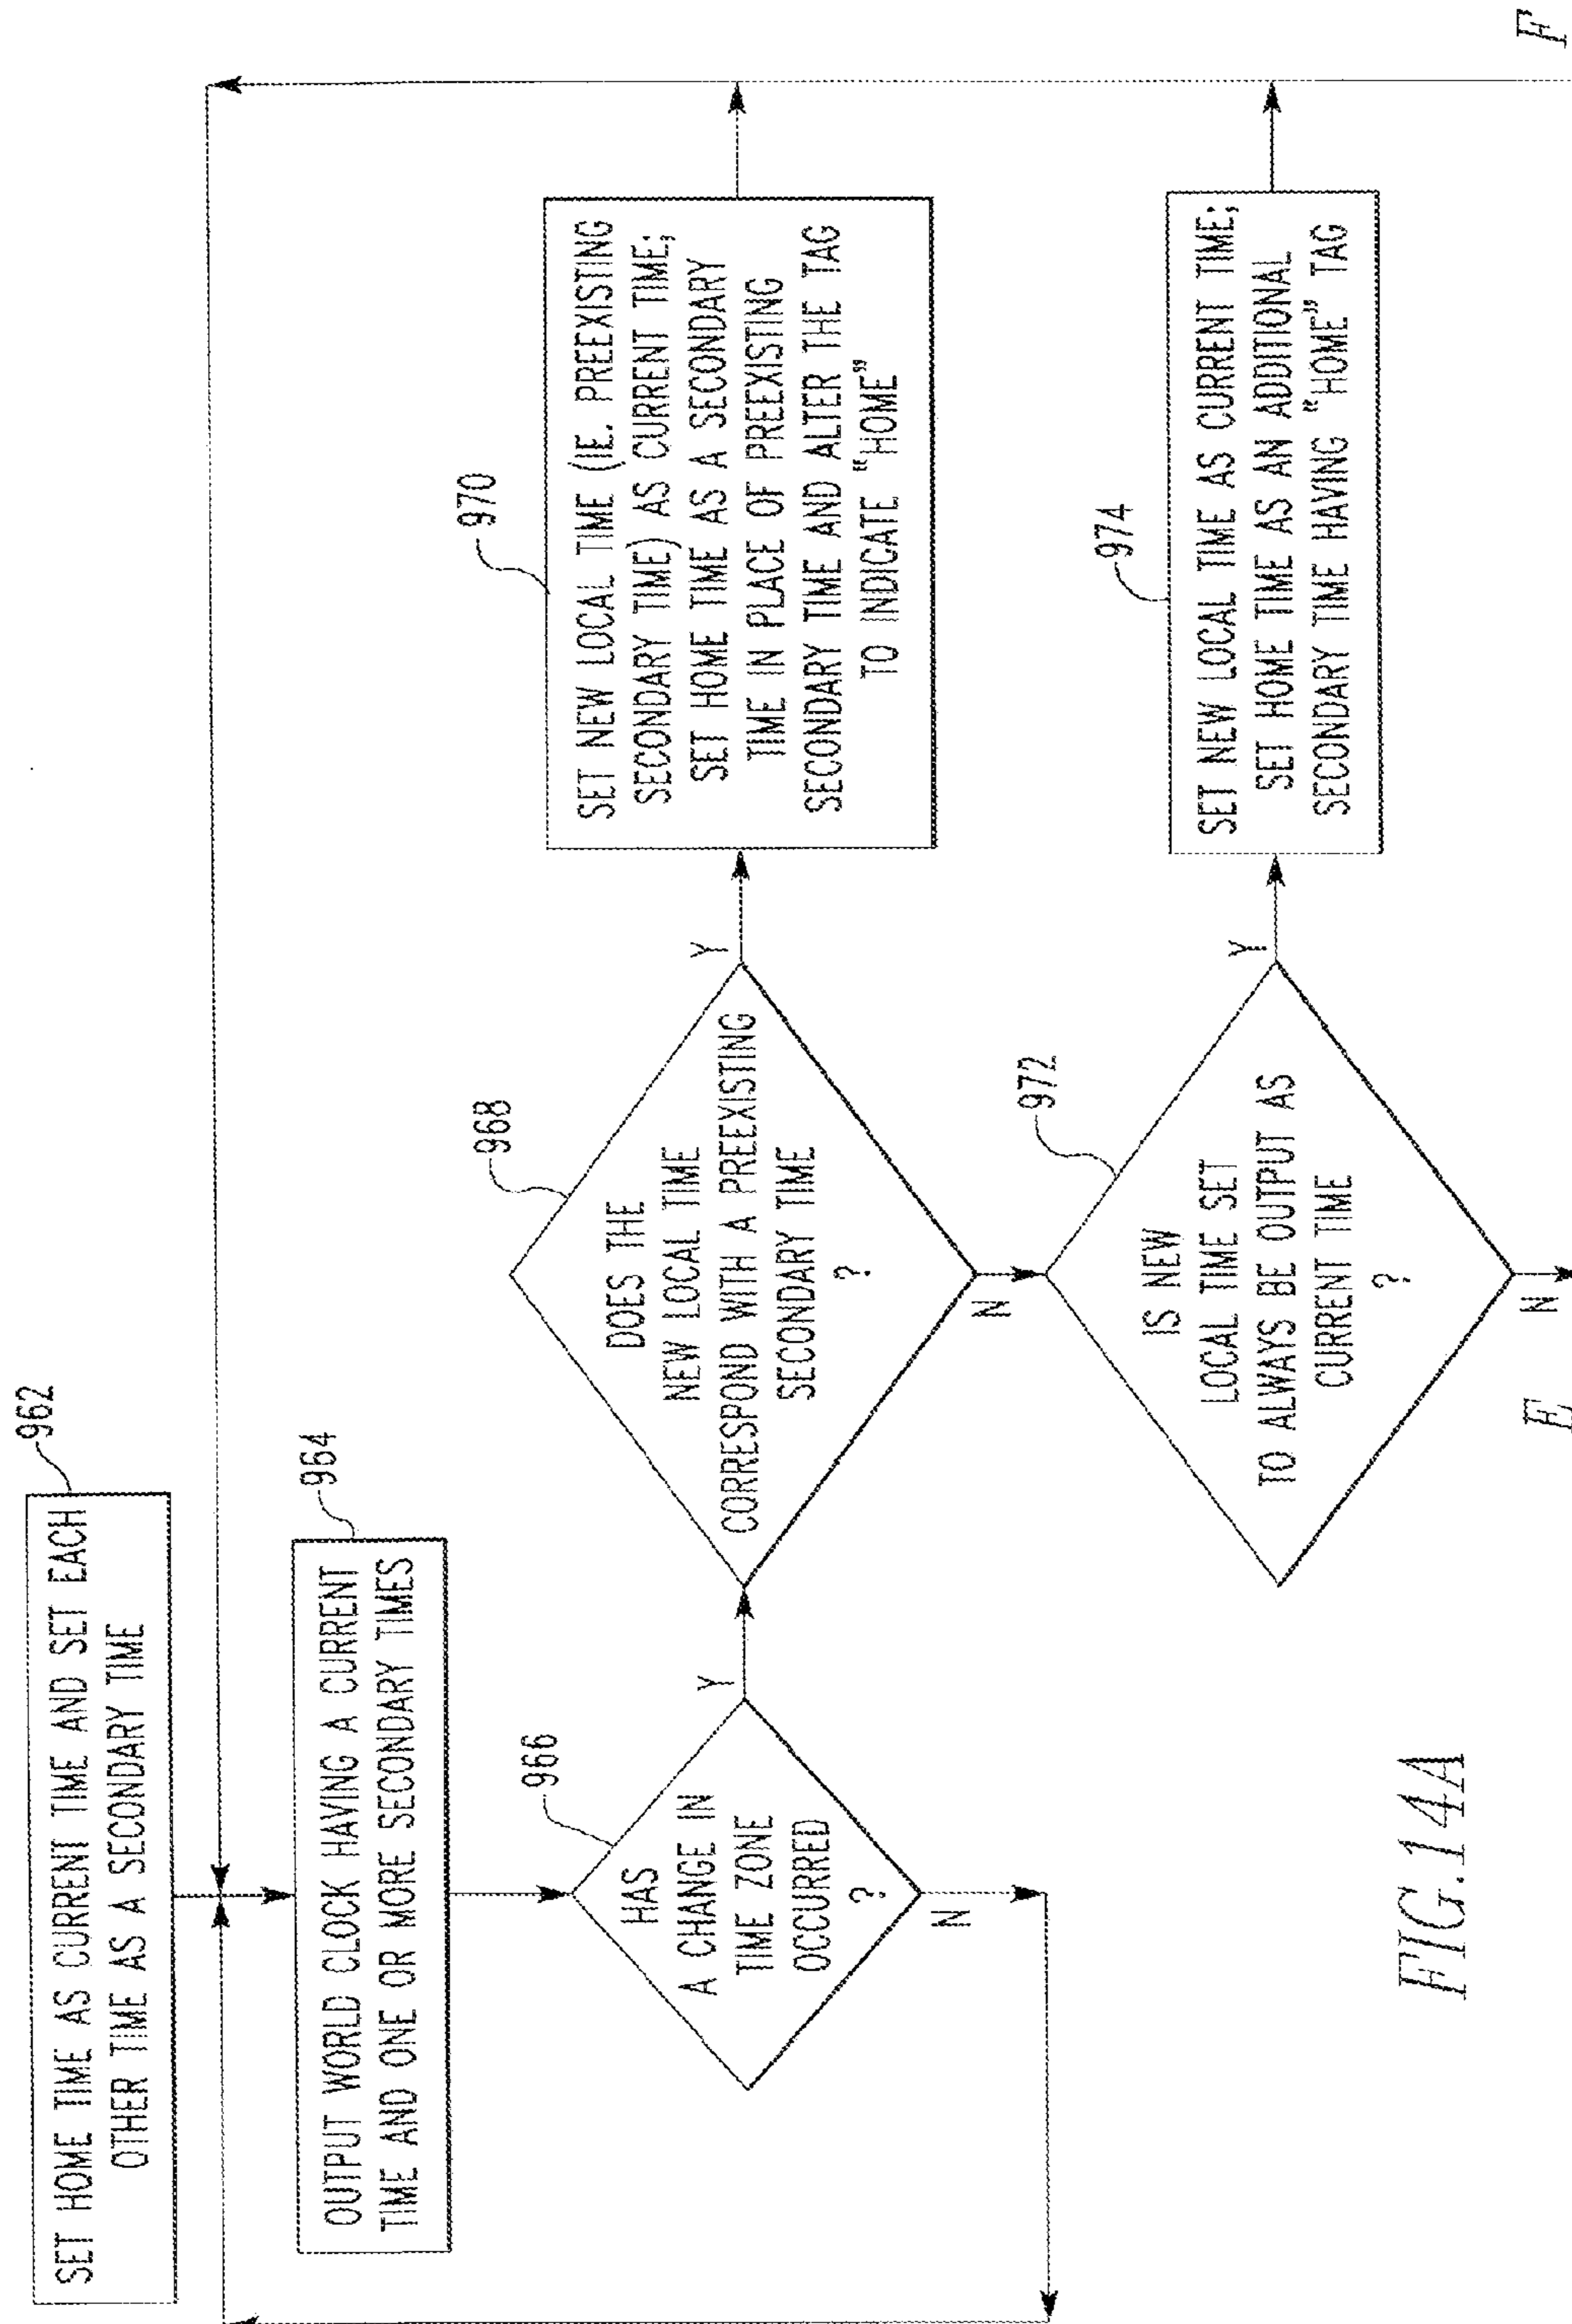 962
SET HOME TIME AS CURRENT TIME AND SET EACH
OTHER TIME AS A SECONDARY TIME
964
OUTPUT WORLD CLOCK HAVING A CURRENT
TIME AND ONE OR MORE SECONDARY TIMES
966
HAS
A CHANGE IN
TIME ZONE
OCCURRED
?
Y
N
968
DOES THE
NEW LOCAL TIME
CORRESPOND WITH A PREEXISTING
SECONDARY TIME
?
Y
N
970
SET NEW LOCAL TIME (IE. PREEXISTING
SECONDARY TIME) AS CURRENT TIME;
SET HOME TIME AS A SECONDARY
TIME IN PLACE OF PREEXISTING
SECONDARY TIME AND ALTER THE TAG
TO INDICATE "HOME"
972
IS NEW
LOCAL TIME SET
TO ALWAYS BE OUTPUT AS
CURRENT TIME
?
Y
N
974
SET NEW LOCAL TIME AS CURRENT TIME;
SET HOME TIME AS AN ADDITIONAL
SECONDARY TIME HAVING "HOME" TAG
E
F
FIG.14A